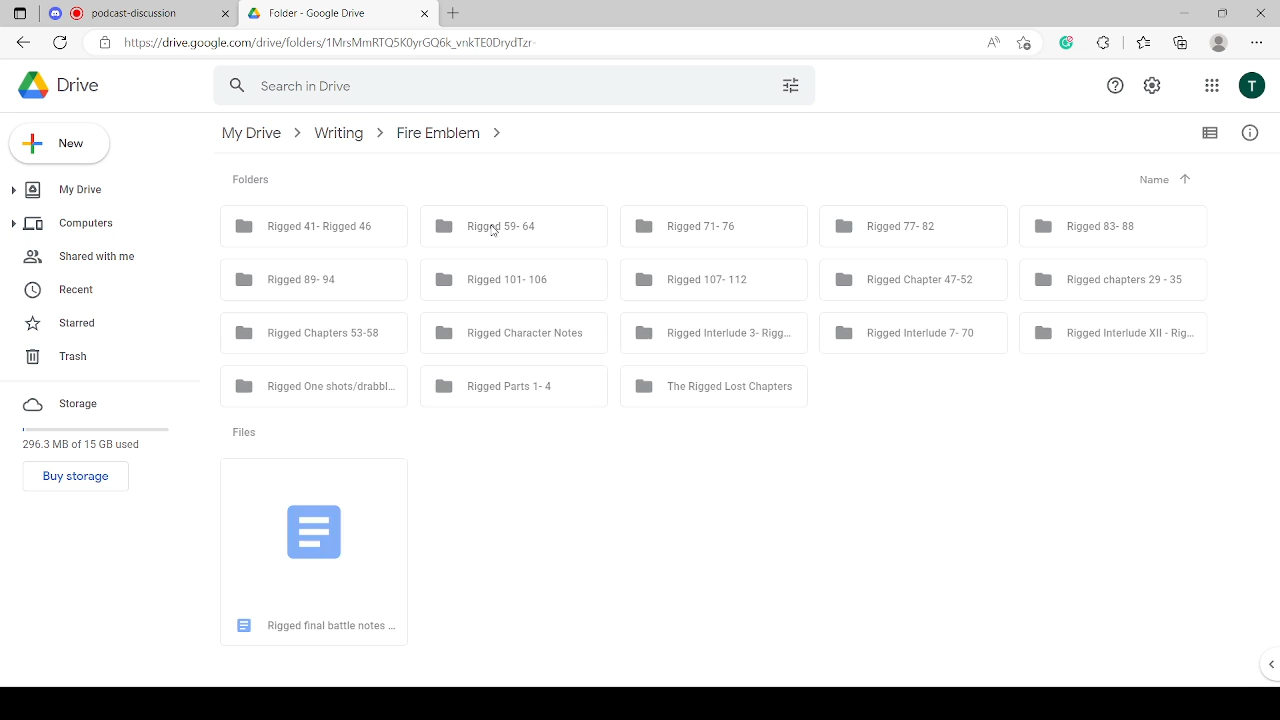 podcast-discussion
Folder - Google Drive
https://drive.google.com/drive/folders/1MrsMmRTQ5K0yrGQ6k_vnkTE0DrydTzr-
Drive
Search in Drive
T
New
My Drive
Computers
Shared with me
Recent
Starred
Trash
Storage
296.3 MB of 15 GB used
Buy storage
My Drive > Writing > Fire Emblem >
Folders
Name
Rigged 41- Rigged 46
Rigged 59- 64
Rigged 71- 76
Rigged 77- 82
Rigged 83- 88
Rigged 89- 94
Rigged 101- 106
Rigged 107- 112
Rigged Chapter 47-52
Rigged chapters 29 - 35
Rigged Chapters 53-58
Rigged Character Notes
Rigged Interlude 3- Rigg...
Rigged Interlude 7- 70
Rigged Interlude XII - Rig...
Rigged One shots/drabbl...
Rigged Parts 1- 4
The Rigged Lost Chapters
Files
Rigged final battle notes ...